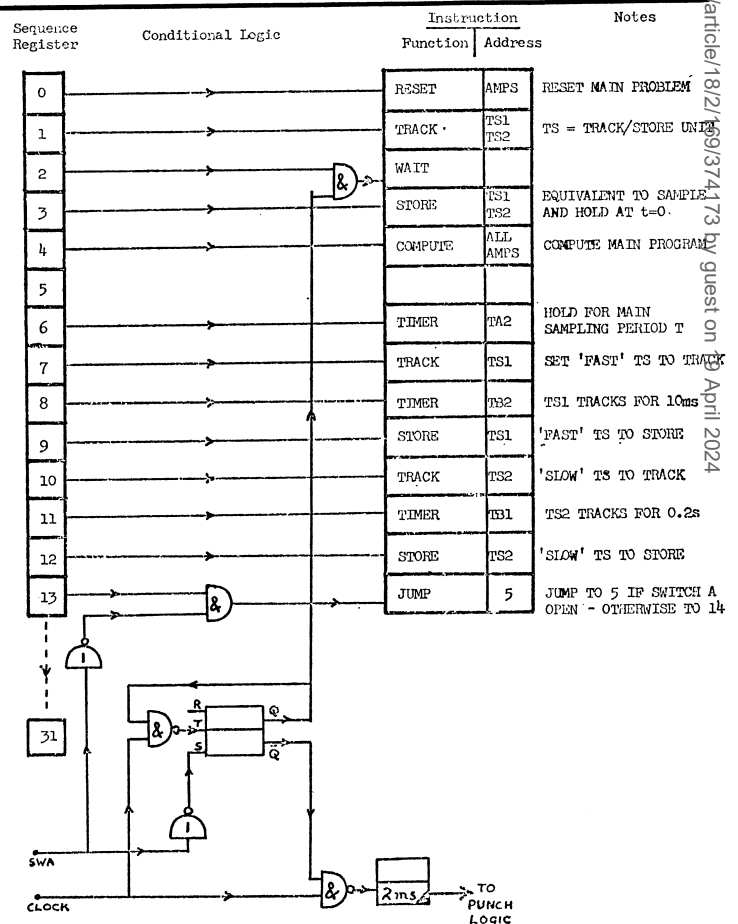 Sequence Register
Conditional Logic
Instruction
Function Address
Notes
0 RESET AMPS RESET MAIN PROBLEM
1 TRACK TS1 TS2 TS = TRACK/STORE UNIT
2 & WAIT
3 STORE TS1 TS2 EQUIVALENT TO SAMPLE AND HOLD AT t=0.
4 COMPUTE ALL AMPS COMPUTE MAIN PROGRAM
5
6 TIMER TA2 HOLD FOR MAIN SAMPLING PERIOD T
7 TRACK TS1 SET 'FAST' TS TO TRACK
8 TIMER TB2 TS1 TRACKS FOR 10ms
9 STORE TS1 'FAST' TS TO STORE
10 TRACK TS2 'SLOW' TS TO TRACK
11 TIMER TB1 TS2 TRACKS FOR 0.2s
12 STORE TS2 'SLOW' TS TO STORE
13 & JUMP 5 JUMP TO 5 IF SWITCH A OPEN - OTHERWISE TO 14
1
31
&
R
T
S
Q
Q̄
1
SWA
CLOCK
&
2ms
TO PUNCH LOGIC
/article/18/2/169/374173 by guest on 19 April 2024